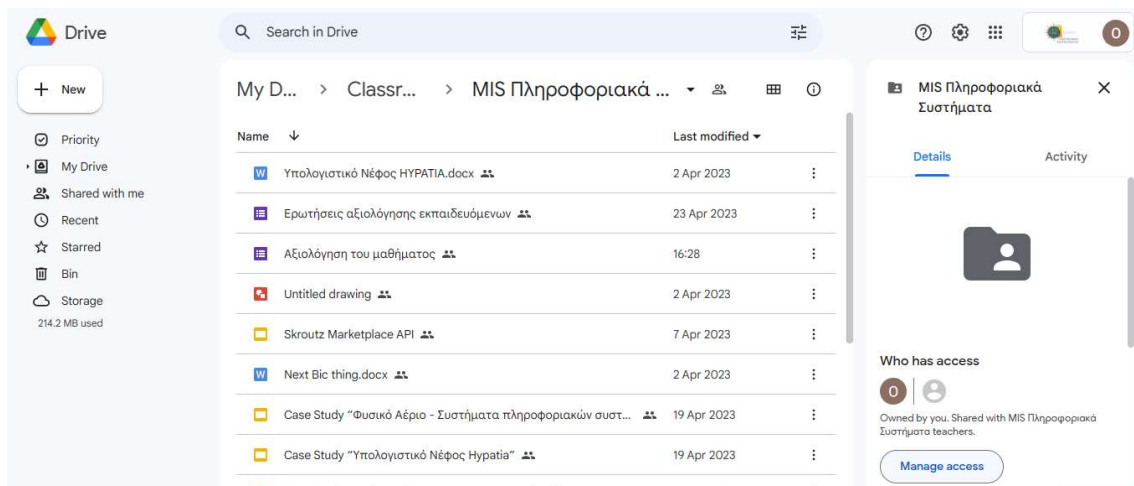 Drive
Search in Drive
O
New
Priority
My Drive
Shared with me
Recent
Starred
Bin
Storage
214.2 MB used
My D... > Classr... > MIS Πληροφοριακά ...
Name Last modified
Υπολογιστικό Νέφος HYPATIA.docx 2 Apr 2023
Ερωτήσεις αξιολόγησης εκπαιδευόμενων 23 Apr 2023
Αξιολόγηση του μαθήματος 16:28
Untitled drawing 2 Apr 2023
Skroutz Marketplace API 7 Apr 2023
Next Bic thing.docx 2 Apr 2023
Case Study "Φυσικό Αέριο - Συστήματα πληροφοριακών συστ... 19 Apr 2023
Case Study "Υπολογιστικό Νέφος Hypatia" 19 Apr 2023
MIS Πληροφοριακά
Συστήματα
Details Activity
Who has access
O
Owned by you. Shared with MIS Πληροφοριακά
Συστήματα teachers.
Manage access